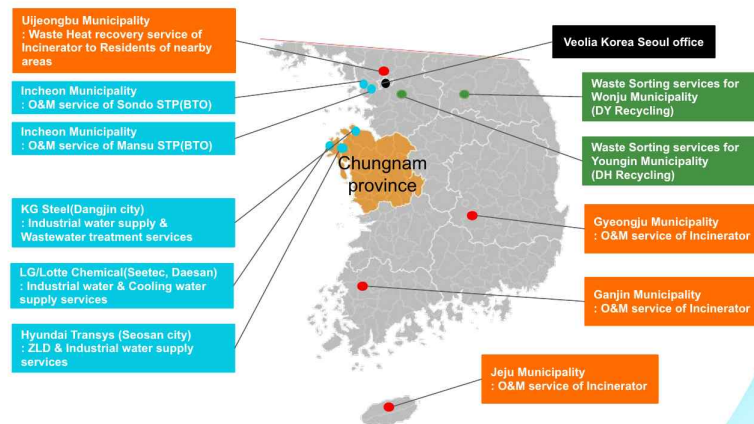 Uijeongbu Municipality
: Waste Heat recovery service of
Incinerator to Residents of nearby
areas
Incheon Municipality
: O&M service of Sondo STP(BTO)
Incheon Municipality
: O&M service of Mansu STP(BTO)
KG Steel(Dangjin city)
: Industrial water supply &
Wastewater treatment services
LG/Lotte Chemical(Seetec, Daesan)
: Industrial water & Cooling water
supply services
Hyundai Transys (Seosan city)
: ZLD & Industrial water supply
services
Chungnam
province
Veolia Korea Seoul office
Waste Sorting services for
Wonju Municipality
(DY Recycling)
Waste Sorting services for
Youngin Municipality
(DH Recycling)
Gyeongju Municipality
: O&M service of Incinerator
Ganjin Municipality
: O&M service of Incinerator
Jeju Municipality
: O&M service of Incinerator